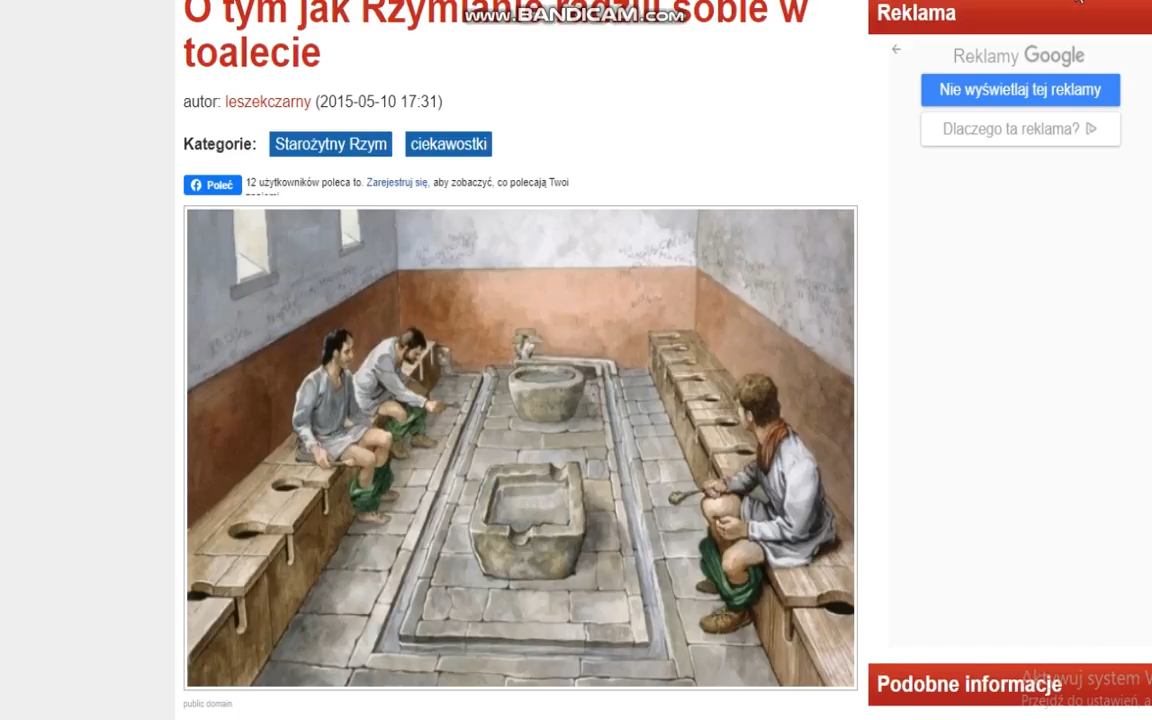 O tym jak Rzymianie radzili sobie w
www.BANDICAM.com
toalecie
autor: leszekczarny (2015-05-10 17:31)
Kategorie: Starożytny Rzym ciekawostki
Poleć 12 użytkowników poleca to. Zarejestruj się, aby zobaczyć, co polecają Twoi
public domain
Reklama
Reklamy Google
Nie wyświetlaj tej reklamy
Dlaczego ta reklama?
Podobne informacje
Aktywuj system W
Przejdź do ustawień, a